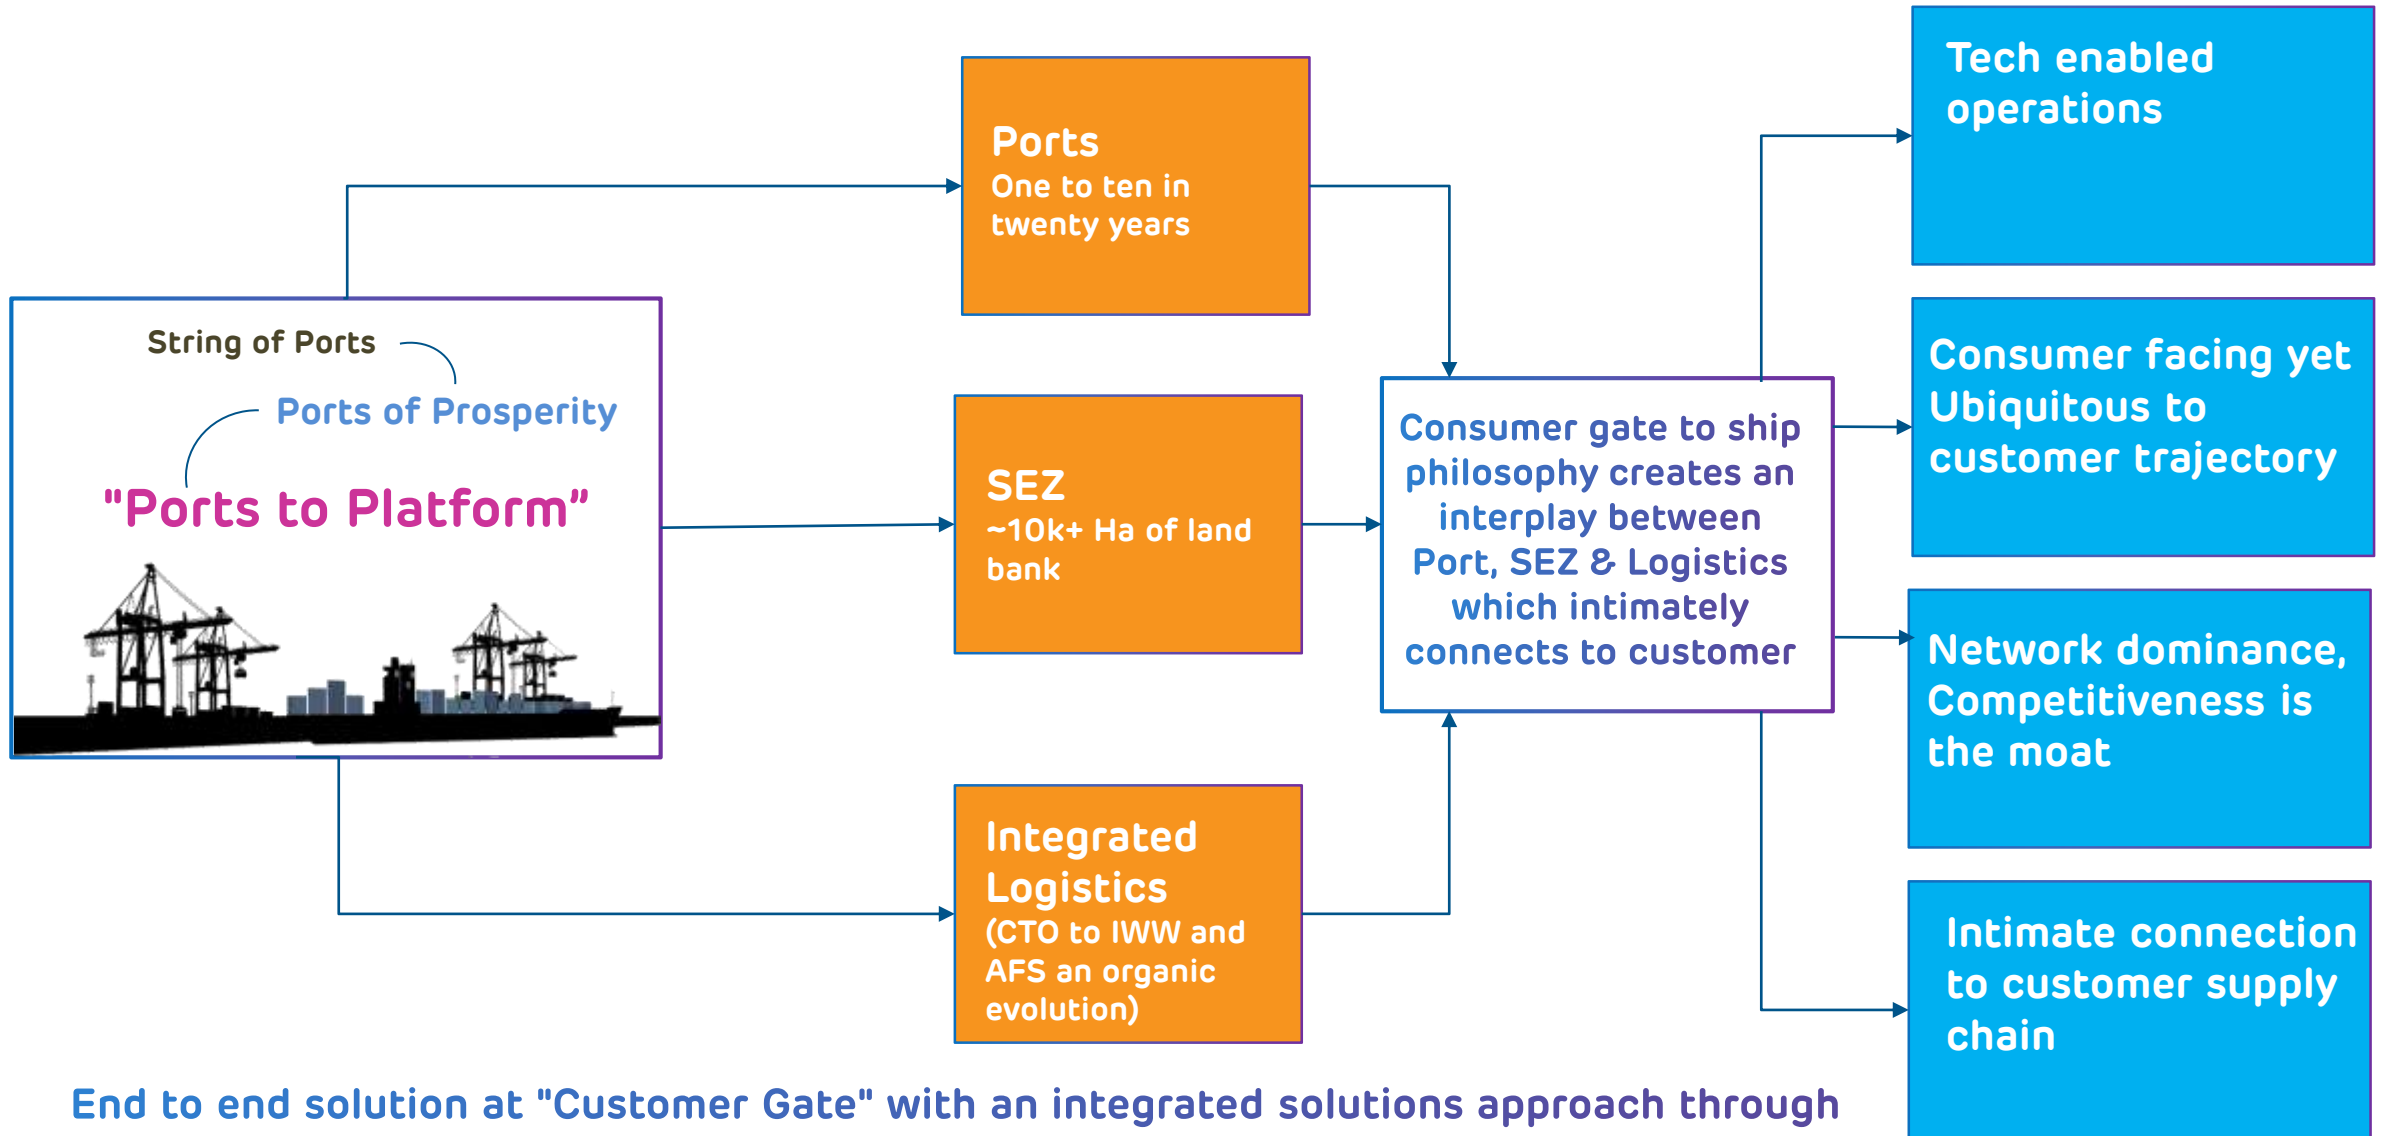 String of Ports
Ports of Prosperity
"Ports to Platform”
Ports
One to ten in
twenty years
SEZ
~10k+ Ha of land
bank
Integrated
Logistics
(CTO to IWW and
AFS an organic
evolution)
Consumer gate to ship
philosophy creates an
interplay between
Port, SEZ & Logistics
which intimately
connects to customer
Tech enabled
operations
Consumer facing yet
Ubiquitous to
customer trajectory
Network dominance,
Competitiveness is
the moat
Intimate connection
to customer supply
chain
End to end solution at "Customer Gate" with an integrated solutions approach through